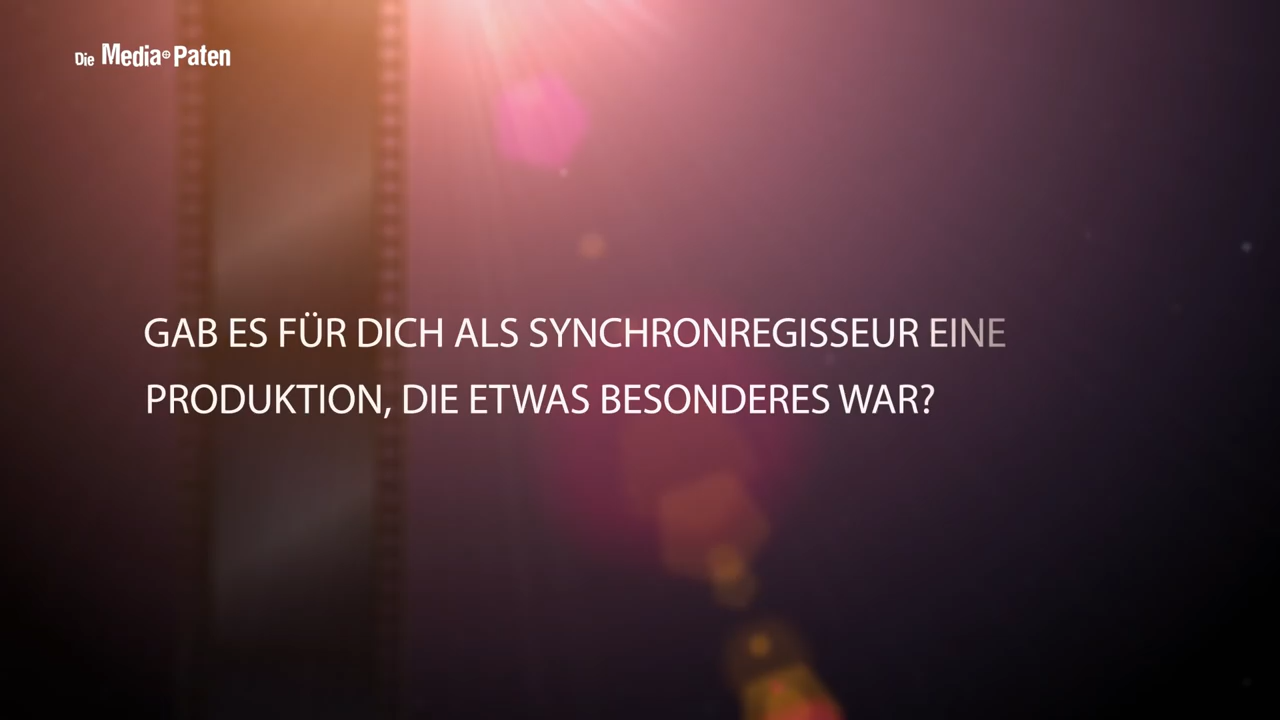 Die Media Paten
GAB ES FÜR DICH ALS SYNCHRONREGISSEUR EINE
PRODUKTION, DIE ETWAS BESONDERES WAR?